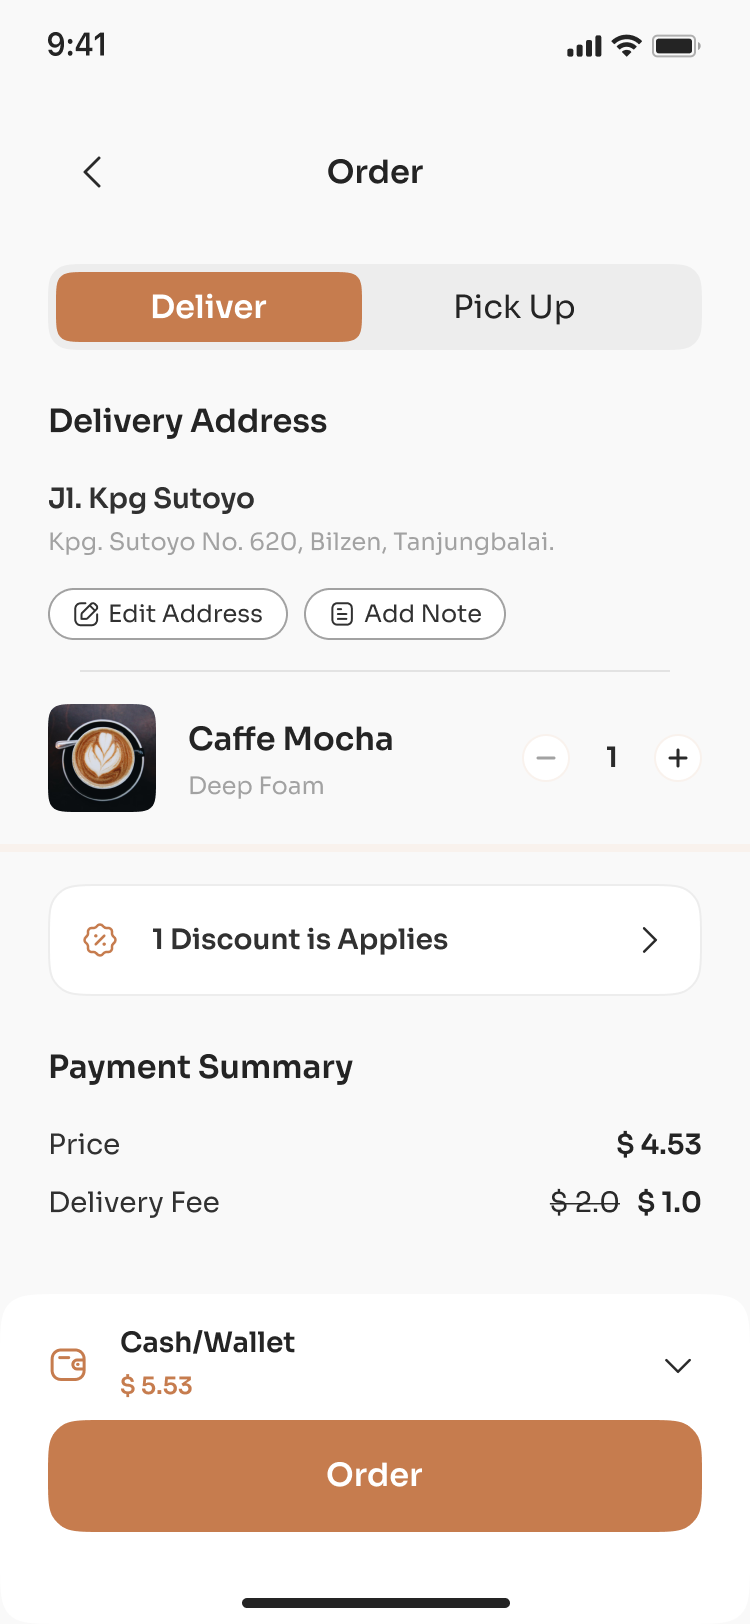 9:41
Order
Deliver
Pick Up
Delivery Address
Jl. Kpg Sutoyo
Kpg. Sutoyo No. 620, Bilzen, Tanjungbalai.
Edit Address
Add Note
Caffe Mocha
Deep Foam
1
1 Discount is Applies
Payment Summary
Price $ 4.53
Delivery Fee $ 2.0 $ 1.0
Cash/Wallet
$ 5.53
Order